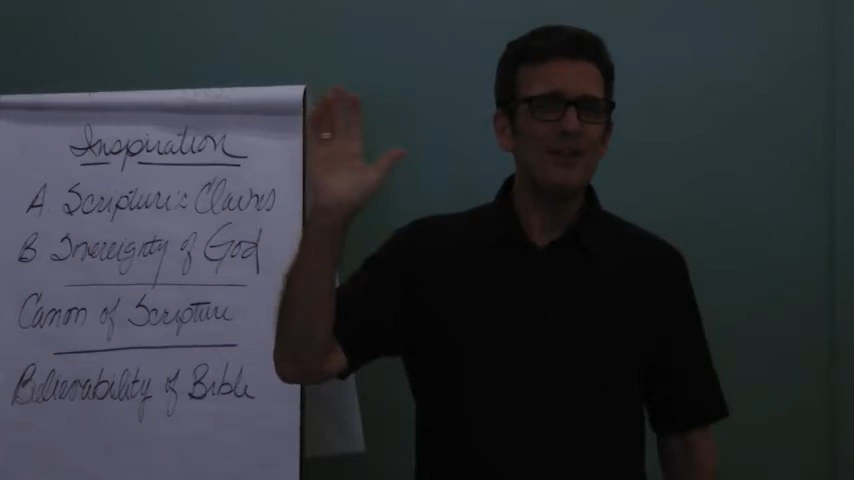 Inspiration
A. Scripture's Claims
B Sovereignty of God
Canon of Scripture
Believability of Bible